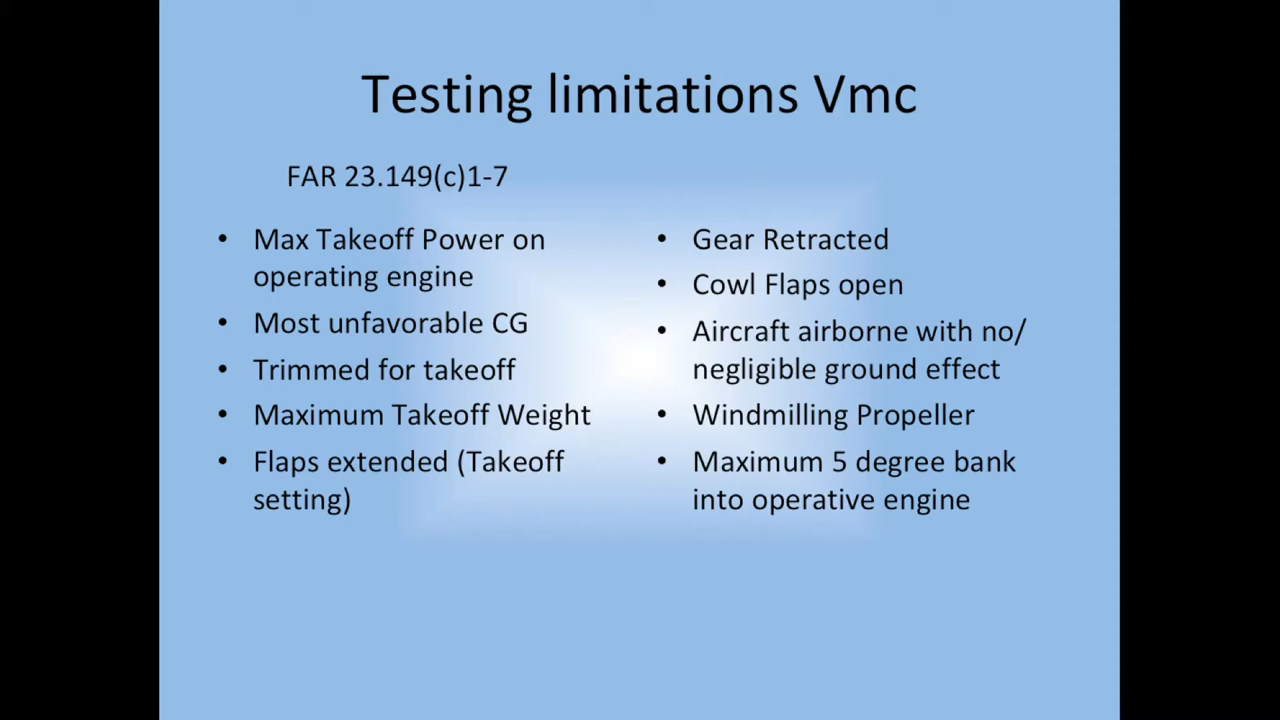 Testing limitations Vmc
FAR 23.149(c)1-7
• Max Takeoff Power on
operating engine
• Most unfavorable CG
• Trimmed for takeoff
• Maximum Takeoff Weight
• Flaps extended (Takeoff
setting)
• Gear Retracted
• Cowl Flaps open
• Aircraft airborne with no/
negligible ground effect
• Windmilling Propeller
• Maximum 5 degree bank
into operative engine